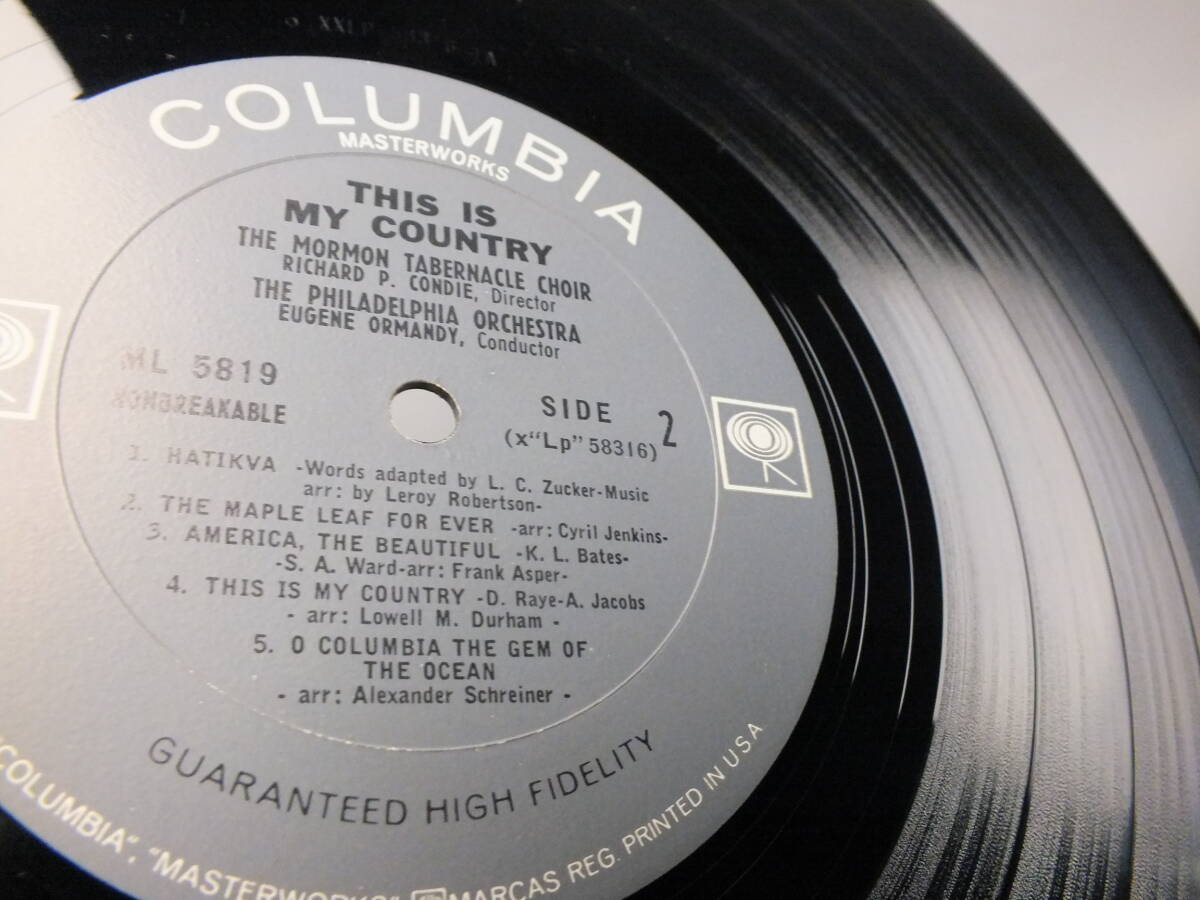 COLUMBIA
MASTERWORKS
THIS IS
MY COUNTRY
THE MORMON TABERNACLE CHOIR
RICHARD P. CONDIE, Director
THE PHILADELPHIA ORCHESTRA
EUGENE ORMANDY, Conductor
ML 5819
NONBREAKABLE
SIDE 2
(x“Lp” 58316)
1. HATIKVA -Words adapted by L. C. Zucker-Music
arr: by Leroy Robertson-
2. THE MAPLE LEAF FOR EVER -arr: Cyril Jenkins-
3. AMERICA, THE BEAUTIFUL -K. L. Bates-
-S. A. Ward-arr: Frank Asper-
4. THIS IS MY COUNTRY -D. Raye-A. Jacobs
- arr: Lowell M. Durham -
5. O COLUMBIA THE GEM OF
THE OCEAN
- arr: Alexander Schreiner -
GUARANTEED HIGH FIDELITY
"COLUMBIA", "MASTERWORKS" MARCAS REG. PRINTED IN U.S.A